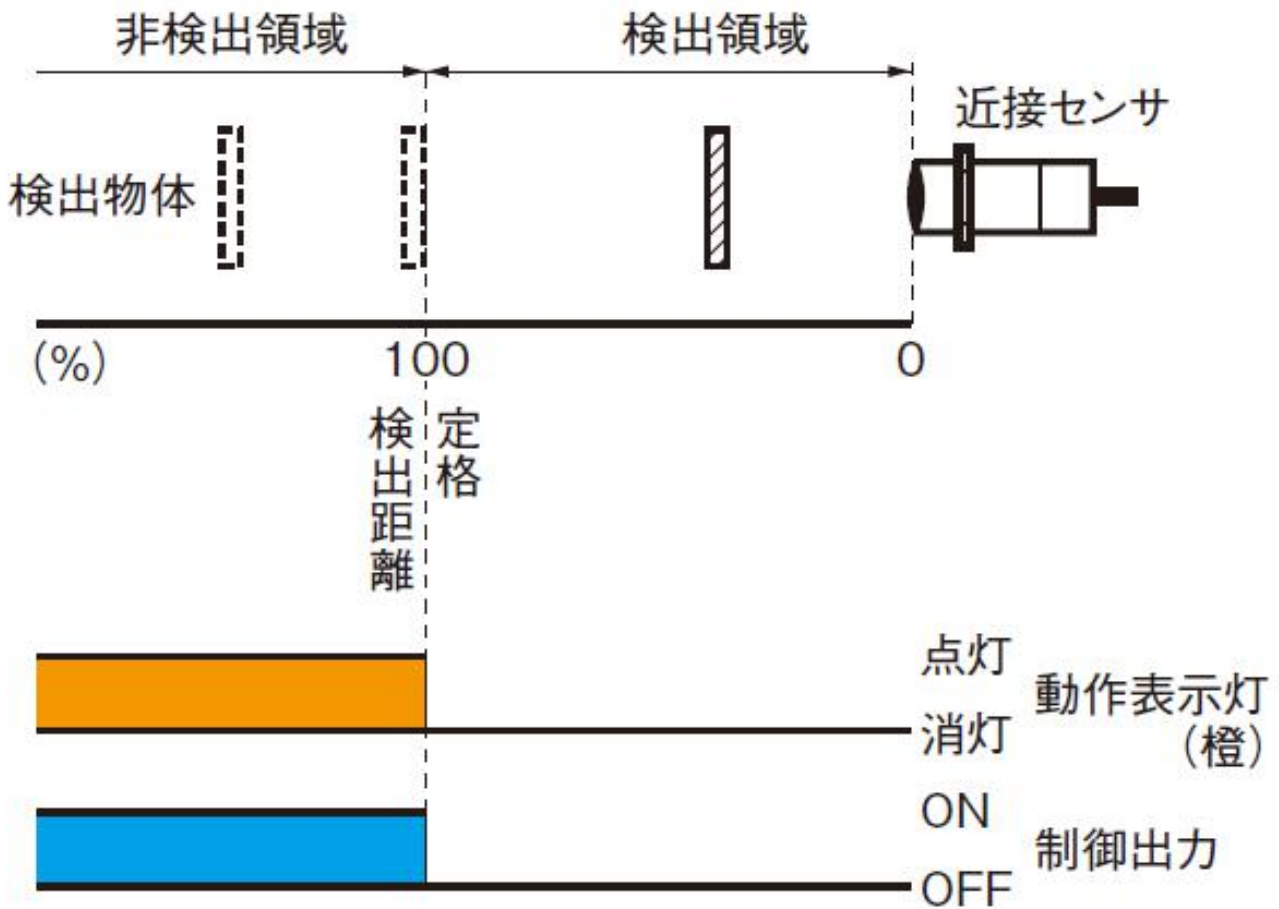 非検出領域
検出領域
近接センサ
検出物体
(%)
100
0
定格
検出距離
点灯
消灯
動作表示灯
(橙)
ON
OFF
制御出力